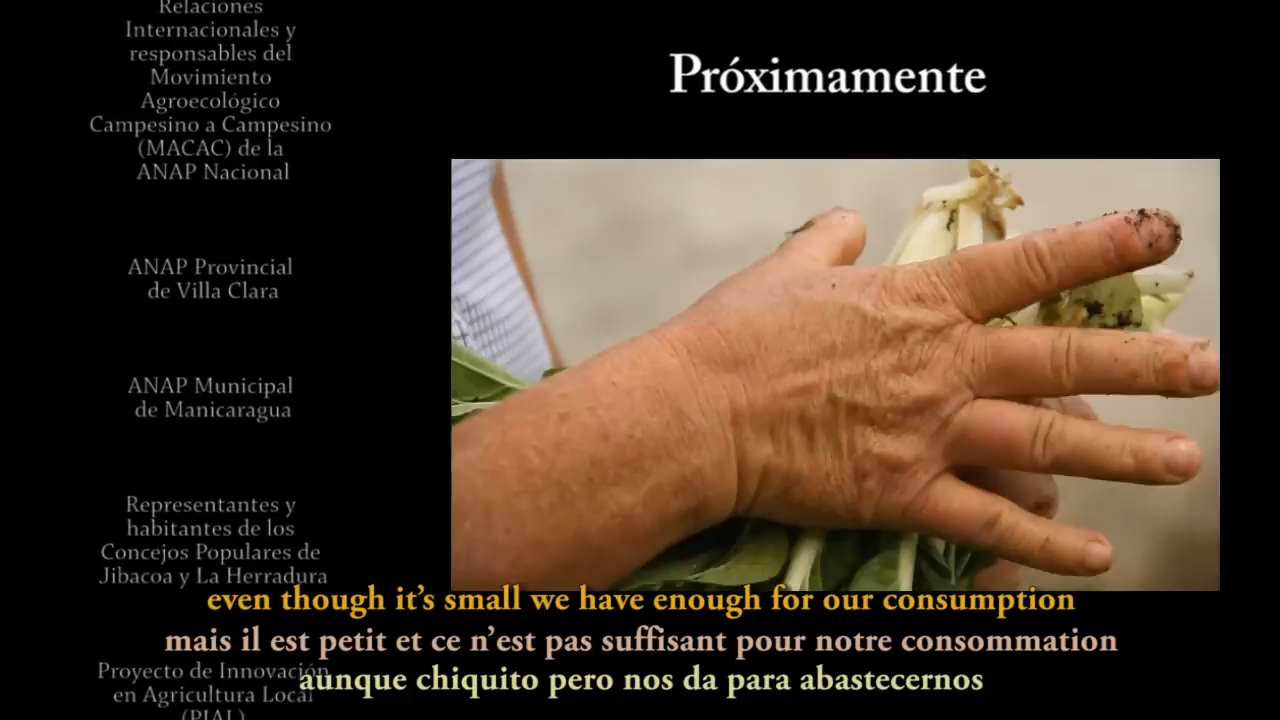 Relaciones
Internacionales y
responsables del
Movimiento
Agroecológico
Campesino a Campesino
(MACAC) de la
ANAP Nacional
ANAP Provincial
de Villa Clara
ANAP Municipal
de Manicaragua
Representantes y
habitantes de los
Concejos Populares de
Jibacoa y La Herradura
Proyecto de Innovación
en Agricultura Local
(PIAL)
Próximamente
even though it's small we have enough for our consumption
mais il est petit et ce n'est pas suffisant pour notre consommation
aunque chiquito pero nos da para abastecernos